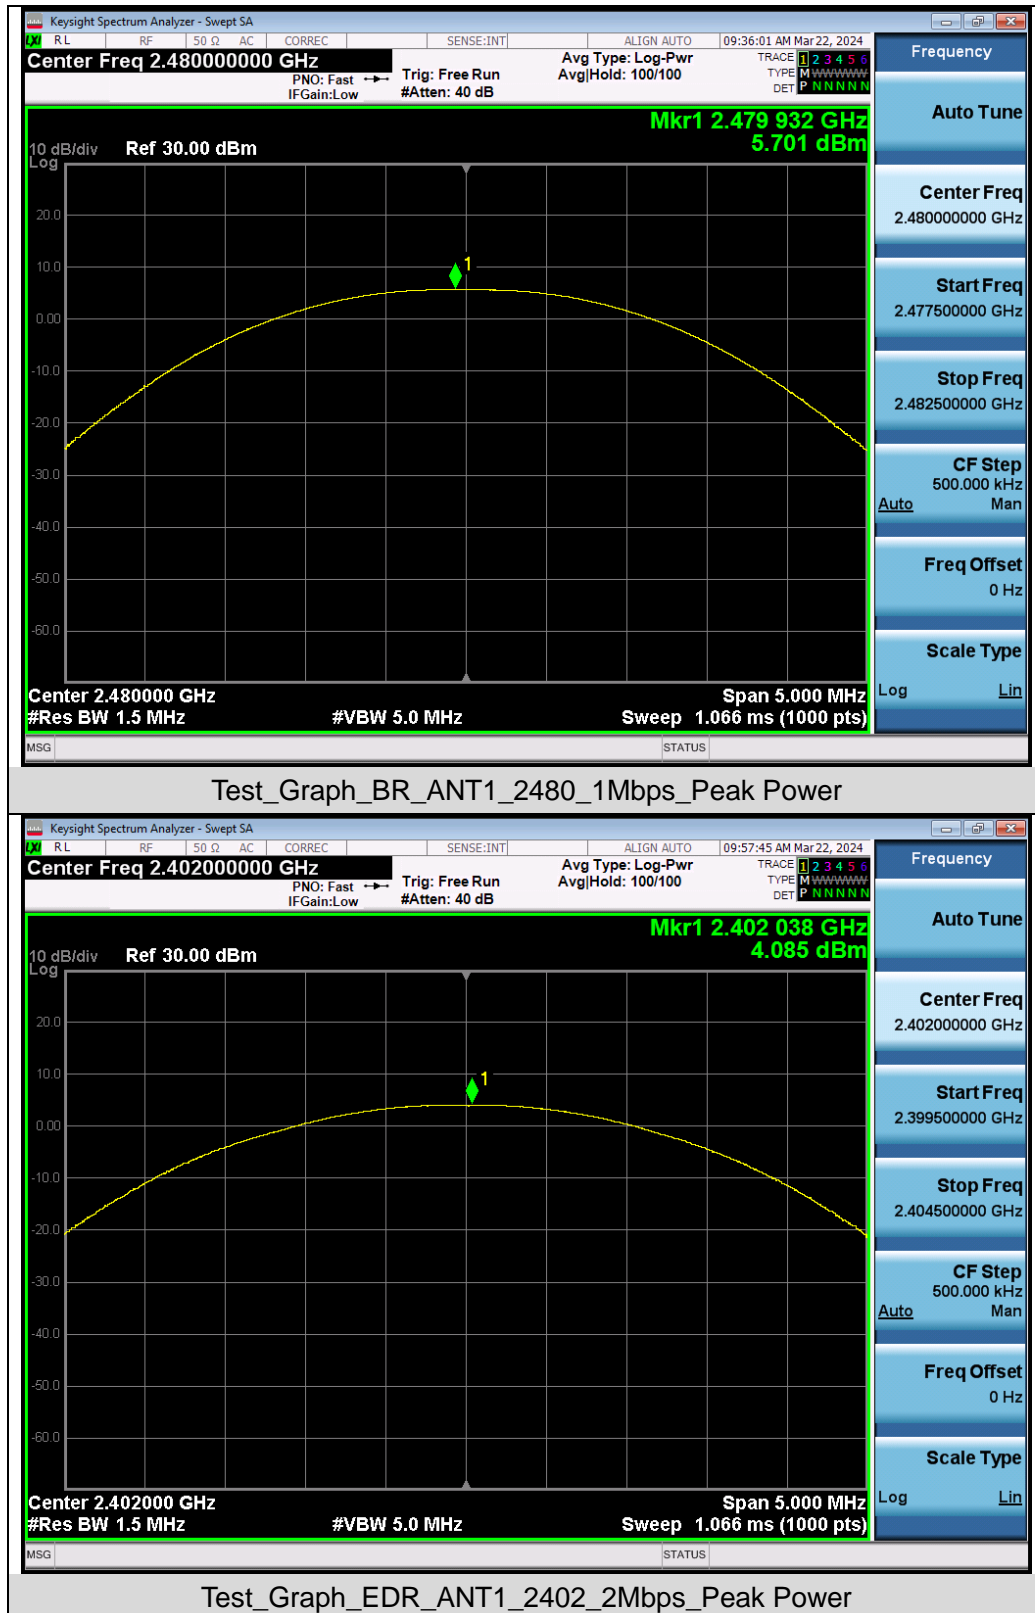 Keysight Spectrum Analyzer - Swept SA
LXI RL RF 50 Ω AC CORREC SENSE:INT ALIGN AUTO 09:36:01 AM Mar 22, 2024
Center Freq 2.480000000 GHz Avg Type: Log-Pwr TRACE 1 2 3 4 5 6
PNO: Fast Trig: Free Run Avg|Hold: 100/100 TYPE M WWWWW
IFGain:Low #Atten: 40 dB DET P N N N N N
Mkr1 2.479 932 GHz
5.701 dBm
10 dB/div Ref 30.00 dBm
Log
20.0
10.0
1
0.00
-10.0
-20.0
-30.0
-40.0
-50.0
-60.0
Center 2.480000 GHz Span 5.000 MHz
#Res BW 1.5 MHz #VBW 5.0 MHz Sweep 1.066 ms (1000 pts)
MSG STATUS
Frequency
Auto Tune
Center Freq
2.480000000 GHz
Start Freq
2.477500000 GHz
Stop Freq
2.482500000 GHz
CF Step
500.000 kHz
Auto Man
Freq Offset
0 Hz
Scale Type
Log Lin
Test_Graph_BR_ANT1_2480_1Mbps_Peak Power
Keysight Spectrum Analyzer - Swept SA
LXI RL RF 50 Ω AC CORREC SENSE:INT ALIGN AUTO 09:57:45 AM Mar 22, 2024
Center Freq 2.402000000 GHz Avg Type: Log-Pwr TRACE 1 2 3 4 5 6
PNO: Fast Trig: Free Run Avg|Hold: 100/100 TYPE M WWWWW
IFGain:Low #Atten: 40 dB DET P N N N N N
Mkr1 2.402 038 GHz
4.085 dBm
10 dB/div Ref 30.00 dBm
Log
20.0
10.0
1
0.00
-10.0
-20.0
-30.0
-40.0
-50.0
-60.0
Center 2.402000 GHz Span 5.000 MHz
#Res BW 1.5 MHz #VBW 5.0 MHz Sweep 1.066 ms (1000 pts)
MSG STATUS
Frequency
Auto Tune
Center Freq
2.402000000 GHz
Start Freq
2.399500000 GHz
Stop Freq
2.404500000 GHz
CF Step
500.000 kHz
Auto Man
Freq Offset
0 Hz
Scale Type
Log Lin
Test_Graph_EDR_ANT1_2402_2Mbps_Peak Power